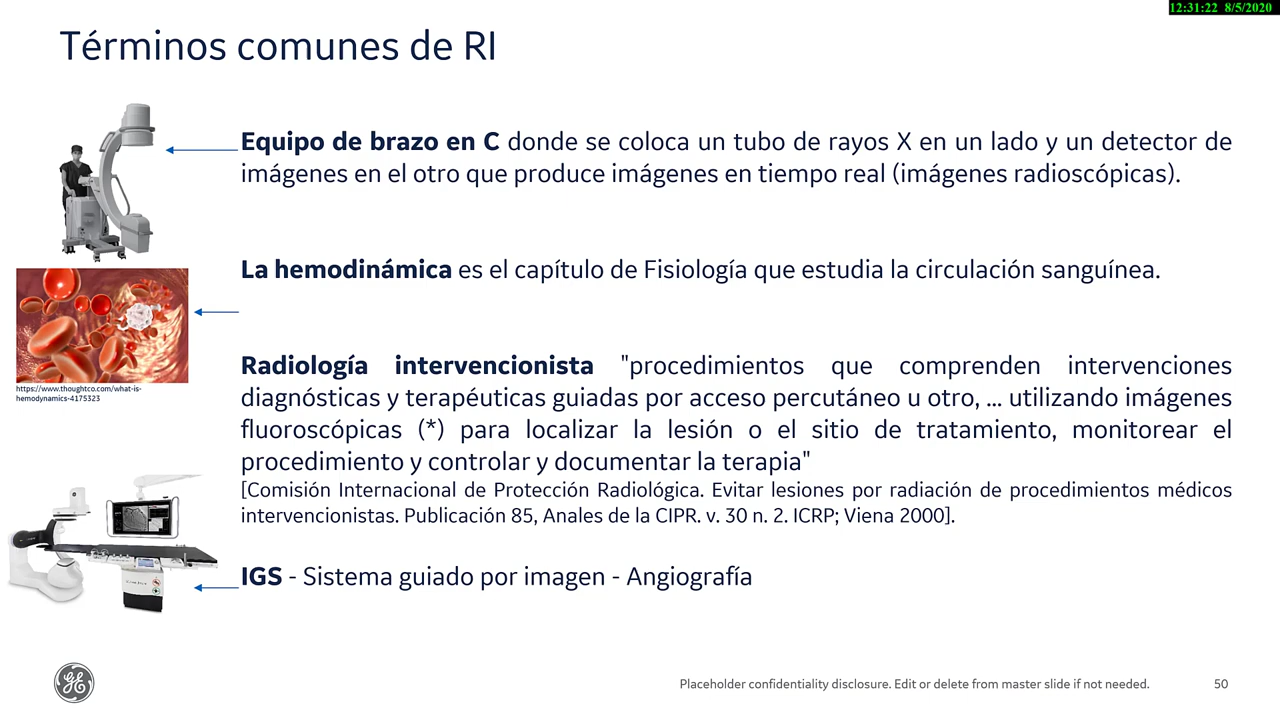 12:31:22 8/5/2020
Términos comunes de RI
Equipo de brazo en C donde se coloca un tubo de rayos X en un lado y un detector de
imágenes en el otro que produce imágenes en tiempo real (imágenes radioscópicas).
La hemodinámica es el capítulo de Fisiología que estudia la circulación sanguínea.
https://www.thoughtco.com/what-is-
hemodynamics-4175323
Radiología intervencionista "procedimientos que comprenden intervenciones
diagnósticas y terapéuticas guiadas por acceso percutáneo u otro, ... utilizando imágenes
fluoroscópicas (*) para localizar la lesión o el sitio de tratamiento, monitorear el
procedimiento y controlar y documentar la terapia"
[Comisión Internacional de Protección Radiológica. Evitar lesiones por radiación de procedimientos médicos
intervencionistas. Publicación 85, Anales de la CIPR. v. 30 n. 2. ICRP; Viena 2000].
IGS - Sistema guiado por imagen - Angiografía
GE
Placeholder confidentiality disclosure. Edit or delete from master slide if not needed.
50